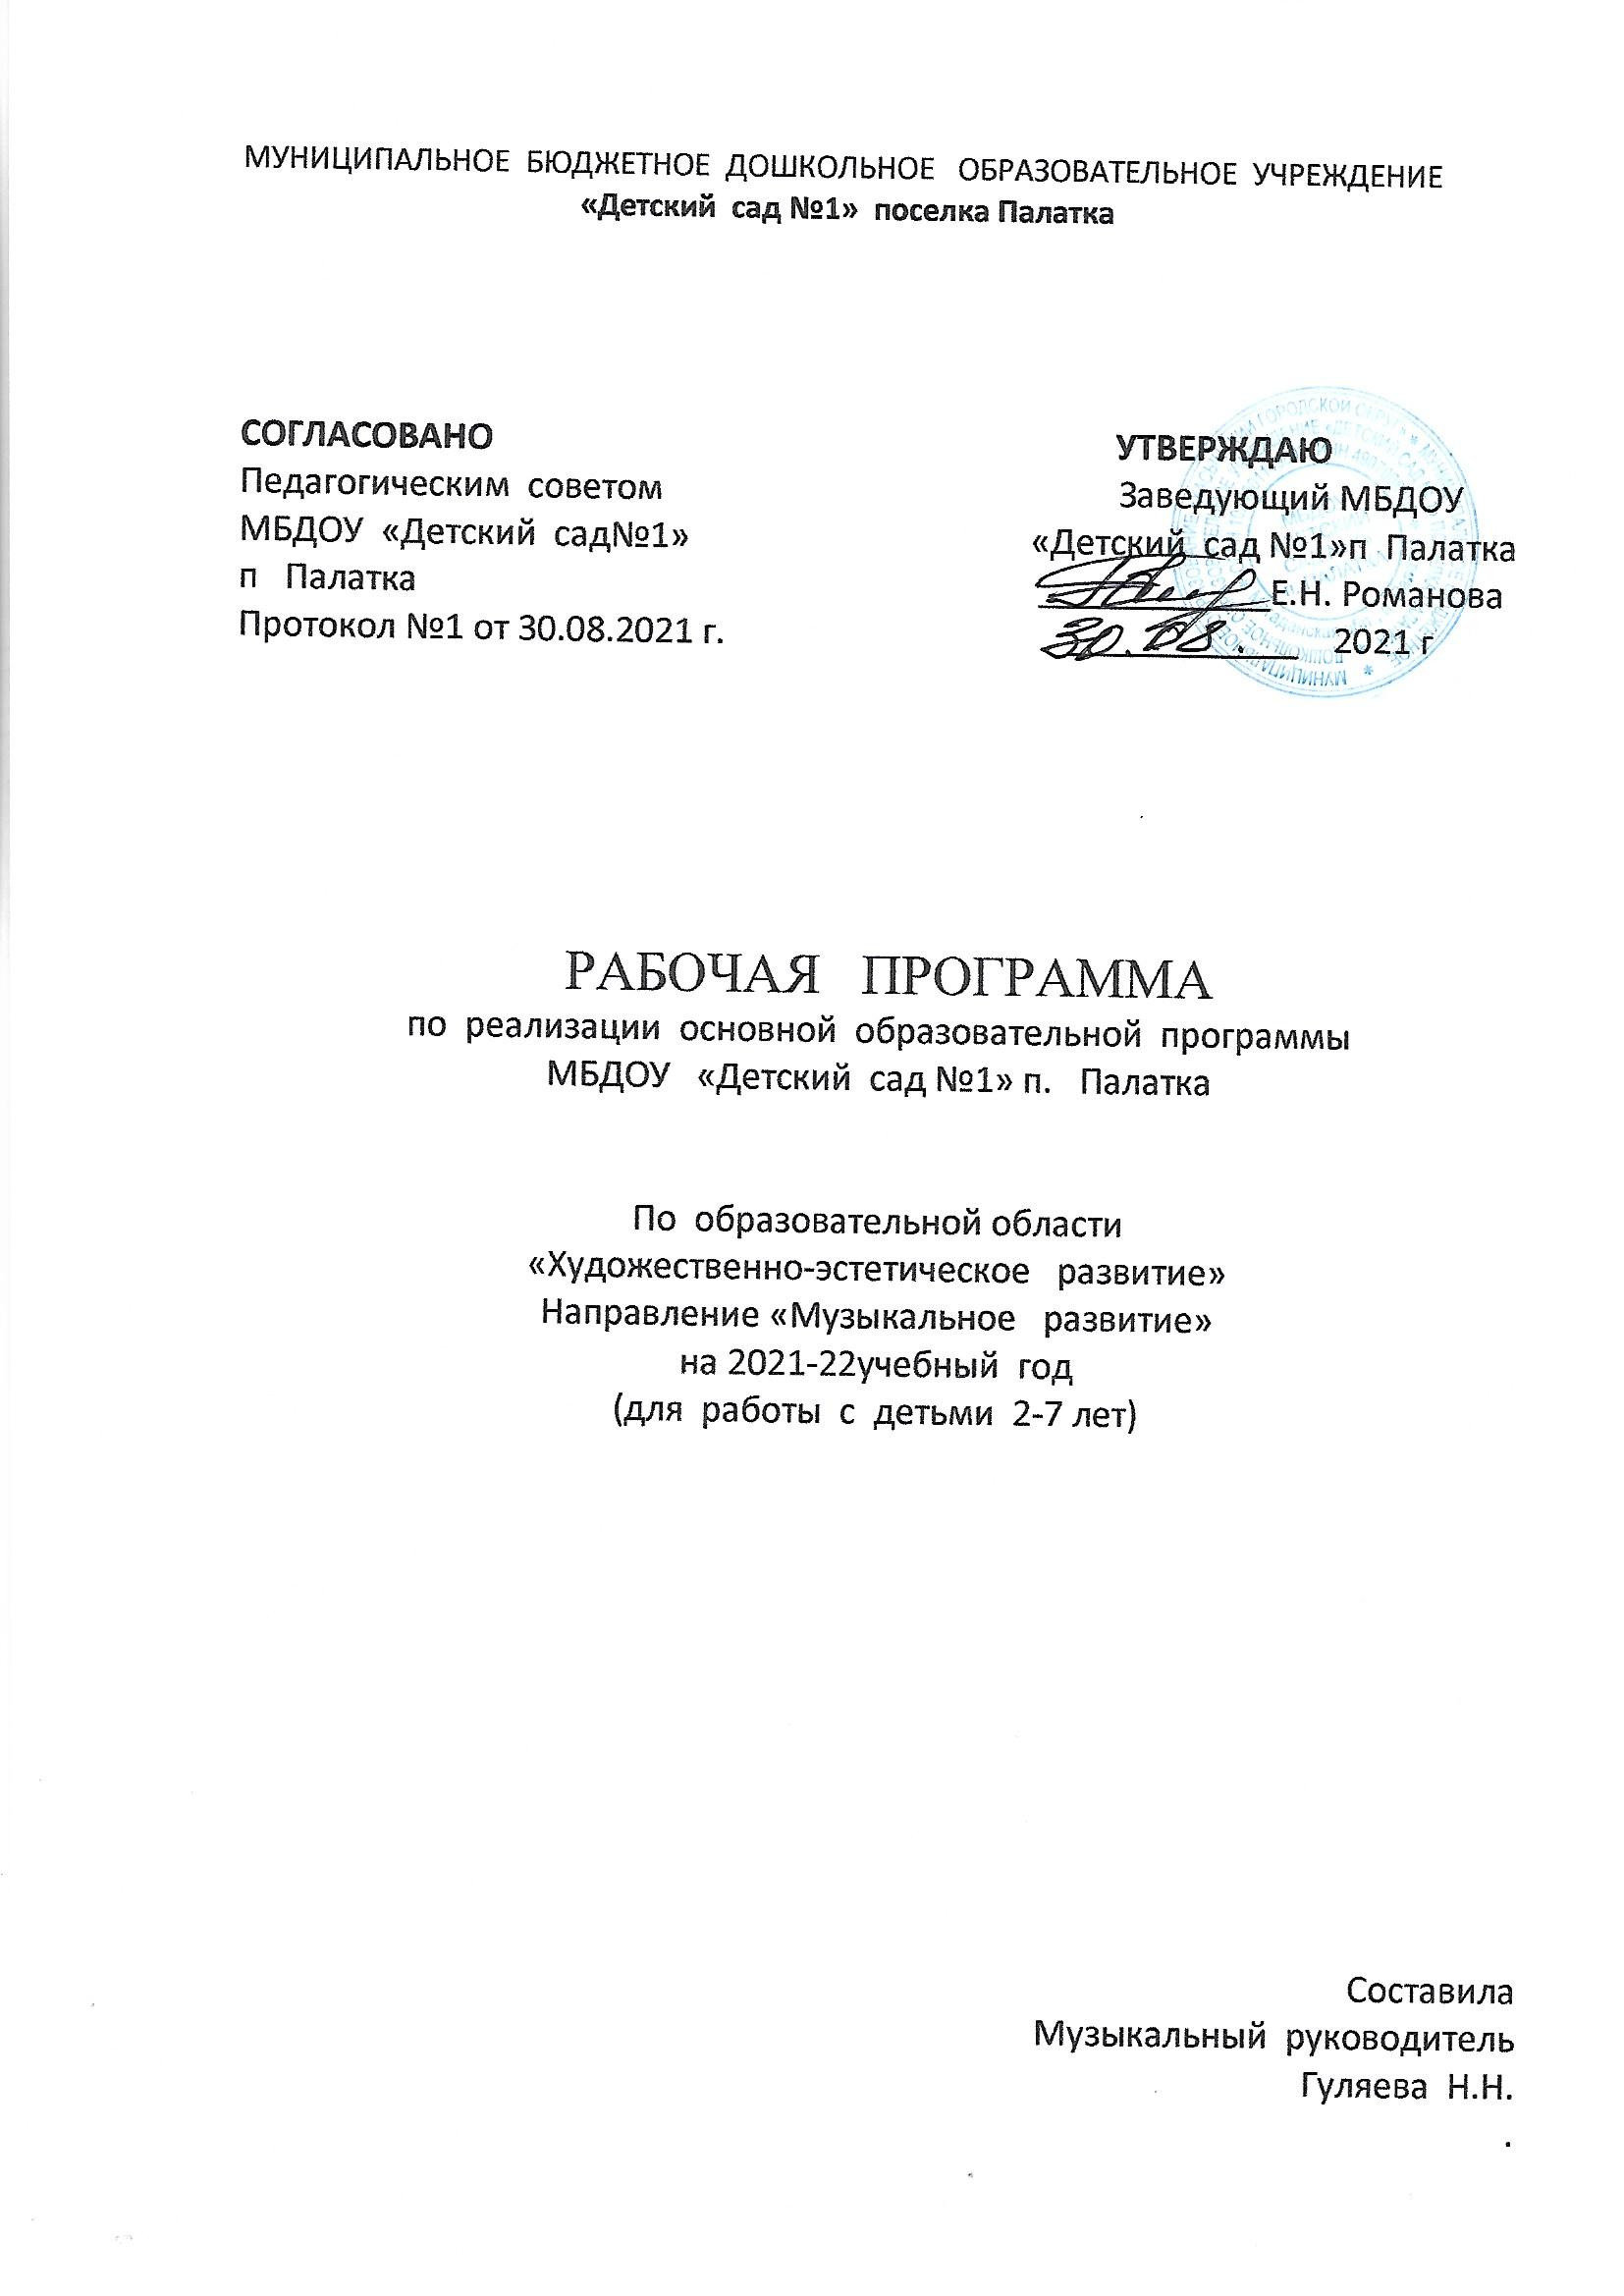 МУНИЦИПАЛЬНОЕ БЮДЖЕТНОЕ ДОШКОЛЬНОЕ ОБРАЗОВАТЕЛЬНОЕ УЧРЕЖДЕНИЕ
«Детский сад №1» поселка Палатка
СОГЛАСОВАНО
Педагогическим советом
МБДОУ «Детский сад№1»
п Палатка
Протокол №1 от 30.08.2021 г.
УТВЕРЖДАЮ
Заведующий МБДОУ
«Детский сад №1»п Палатка
Е.Н. Романова
30.08. 2021 г
РАБОЧАЯ ПРОГРАММА
по реализации основной образовательной программы
МБДОУ «Детский сад №1» п. Палатка
По образовательной области
«Художественно-эстетическое развитие»
Направление «Музыкальное развитие»
на 2021-22учебный год
(для работы с детьми 2-7 лет)
Составила
Музыкальный руководитель
Гуляева Н.Н.
.